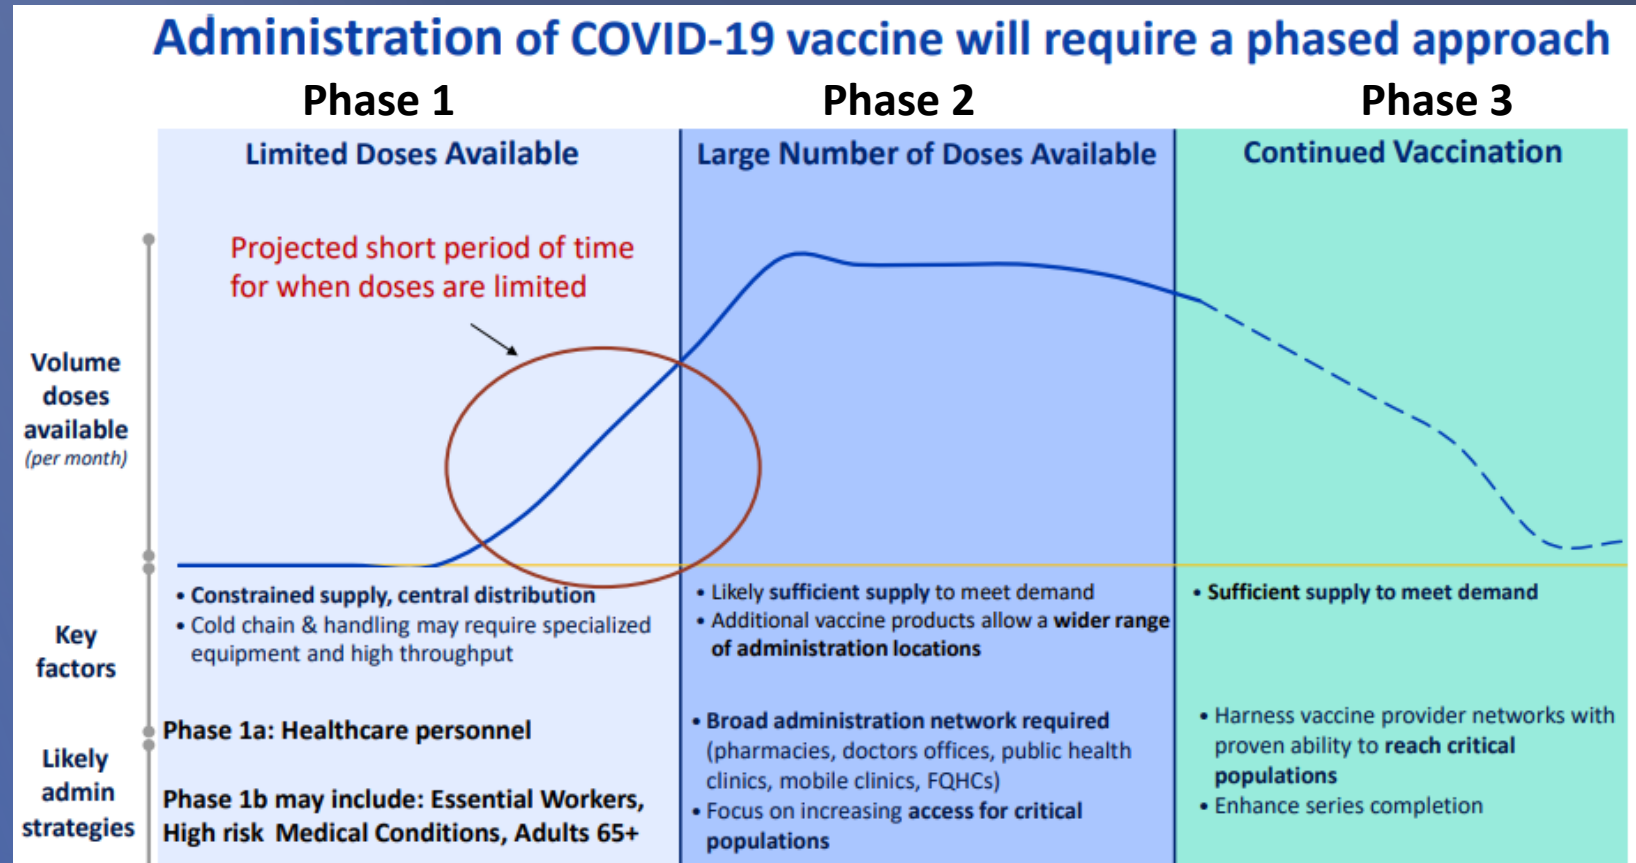 Administration of COVID-19 vaccine will require a phased approach
Phase 1
Phase 2
Phase 3
Limited Doses Available
Large Number of Doses Available
Continued Vaccination
Projected short period of time
for when doses are limited
Volume
doses
available
(per month)
Key
factors
• Constrained supply, central distribution
• Cold chain & handling may require specialized
equipment and high throughput
• Likely sufficient supply to meet demand
• Additional vaccine products allow a wider range
of administration locations
• Sufficient supply to meet demand
Likely
admin
strategies
Phase 1a: Healthcare personnel
Phase 1b may include: Essential Workers,
High risk Medical Conditions, Adults 65+
• Broad administration network required
(pharmacies, doctors offices, public health
clinics, mobile clinics, FQHCs)
• Focus on increasing access for critical
populations
• Harness vaccine provider networks with
proven ability to reach critical
populations
• Enhance series completion